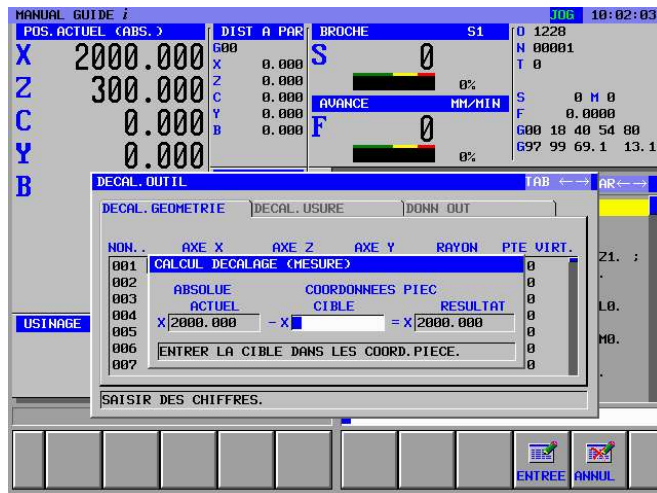 MANUAL GUIDE i JOG 10:02:03
POS.ACTUEL (ABS.) DIST A PAR BROCHE S1 O 1228
N 00001
T 0
X 2000.000
Z 300.000
C 0.000
Y 0.000
B
G00
X 0.000
Z 0.000
C 0.000
Y 0.000
B 0.000
S 0
0%
AVANCE MM/MIN
F 0
0%
S 0 M 0
F 0.0000
G00 18 40 54 80
G97 99 69.1 13.1
DECAL.OUTIL TAB ←→ AR←→
DECAL.GEOMETRIE DECAL.USURE DONN OUT
NON.. AXE X AXE Z AXE Y RAYON PTE VIRT.
001 0
002 0
003 0
004 0
005 0
006 0
007 0
CALCUL DECALAGE (MESURE)
ABSOLUE COORDONNEES PIEC
ACTUEL CIBLE RESULTAT
X 2000.000 - X = X 2000.000
ENTRER LA CIBLE DANS LES COORD.PIECE.
Z1. ;
L0.
M0.
USINAGE
SAISIR DES CHIFFRES.
ENTREE ANNUL